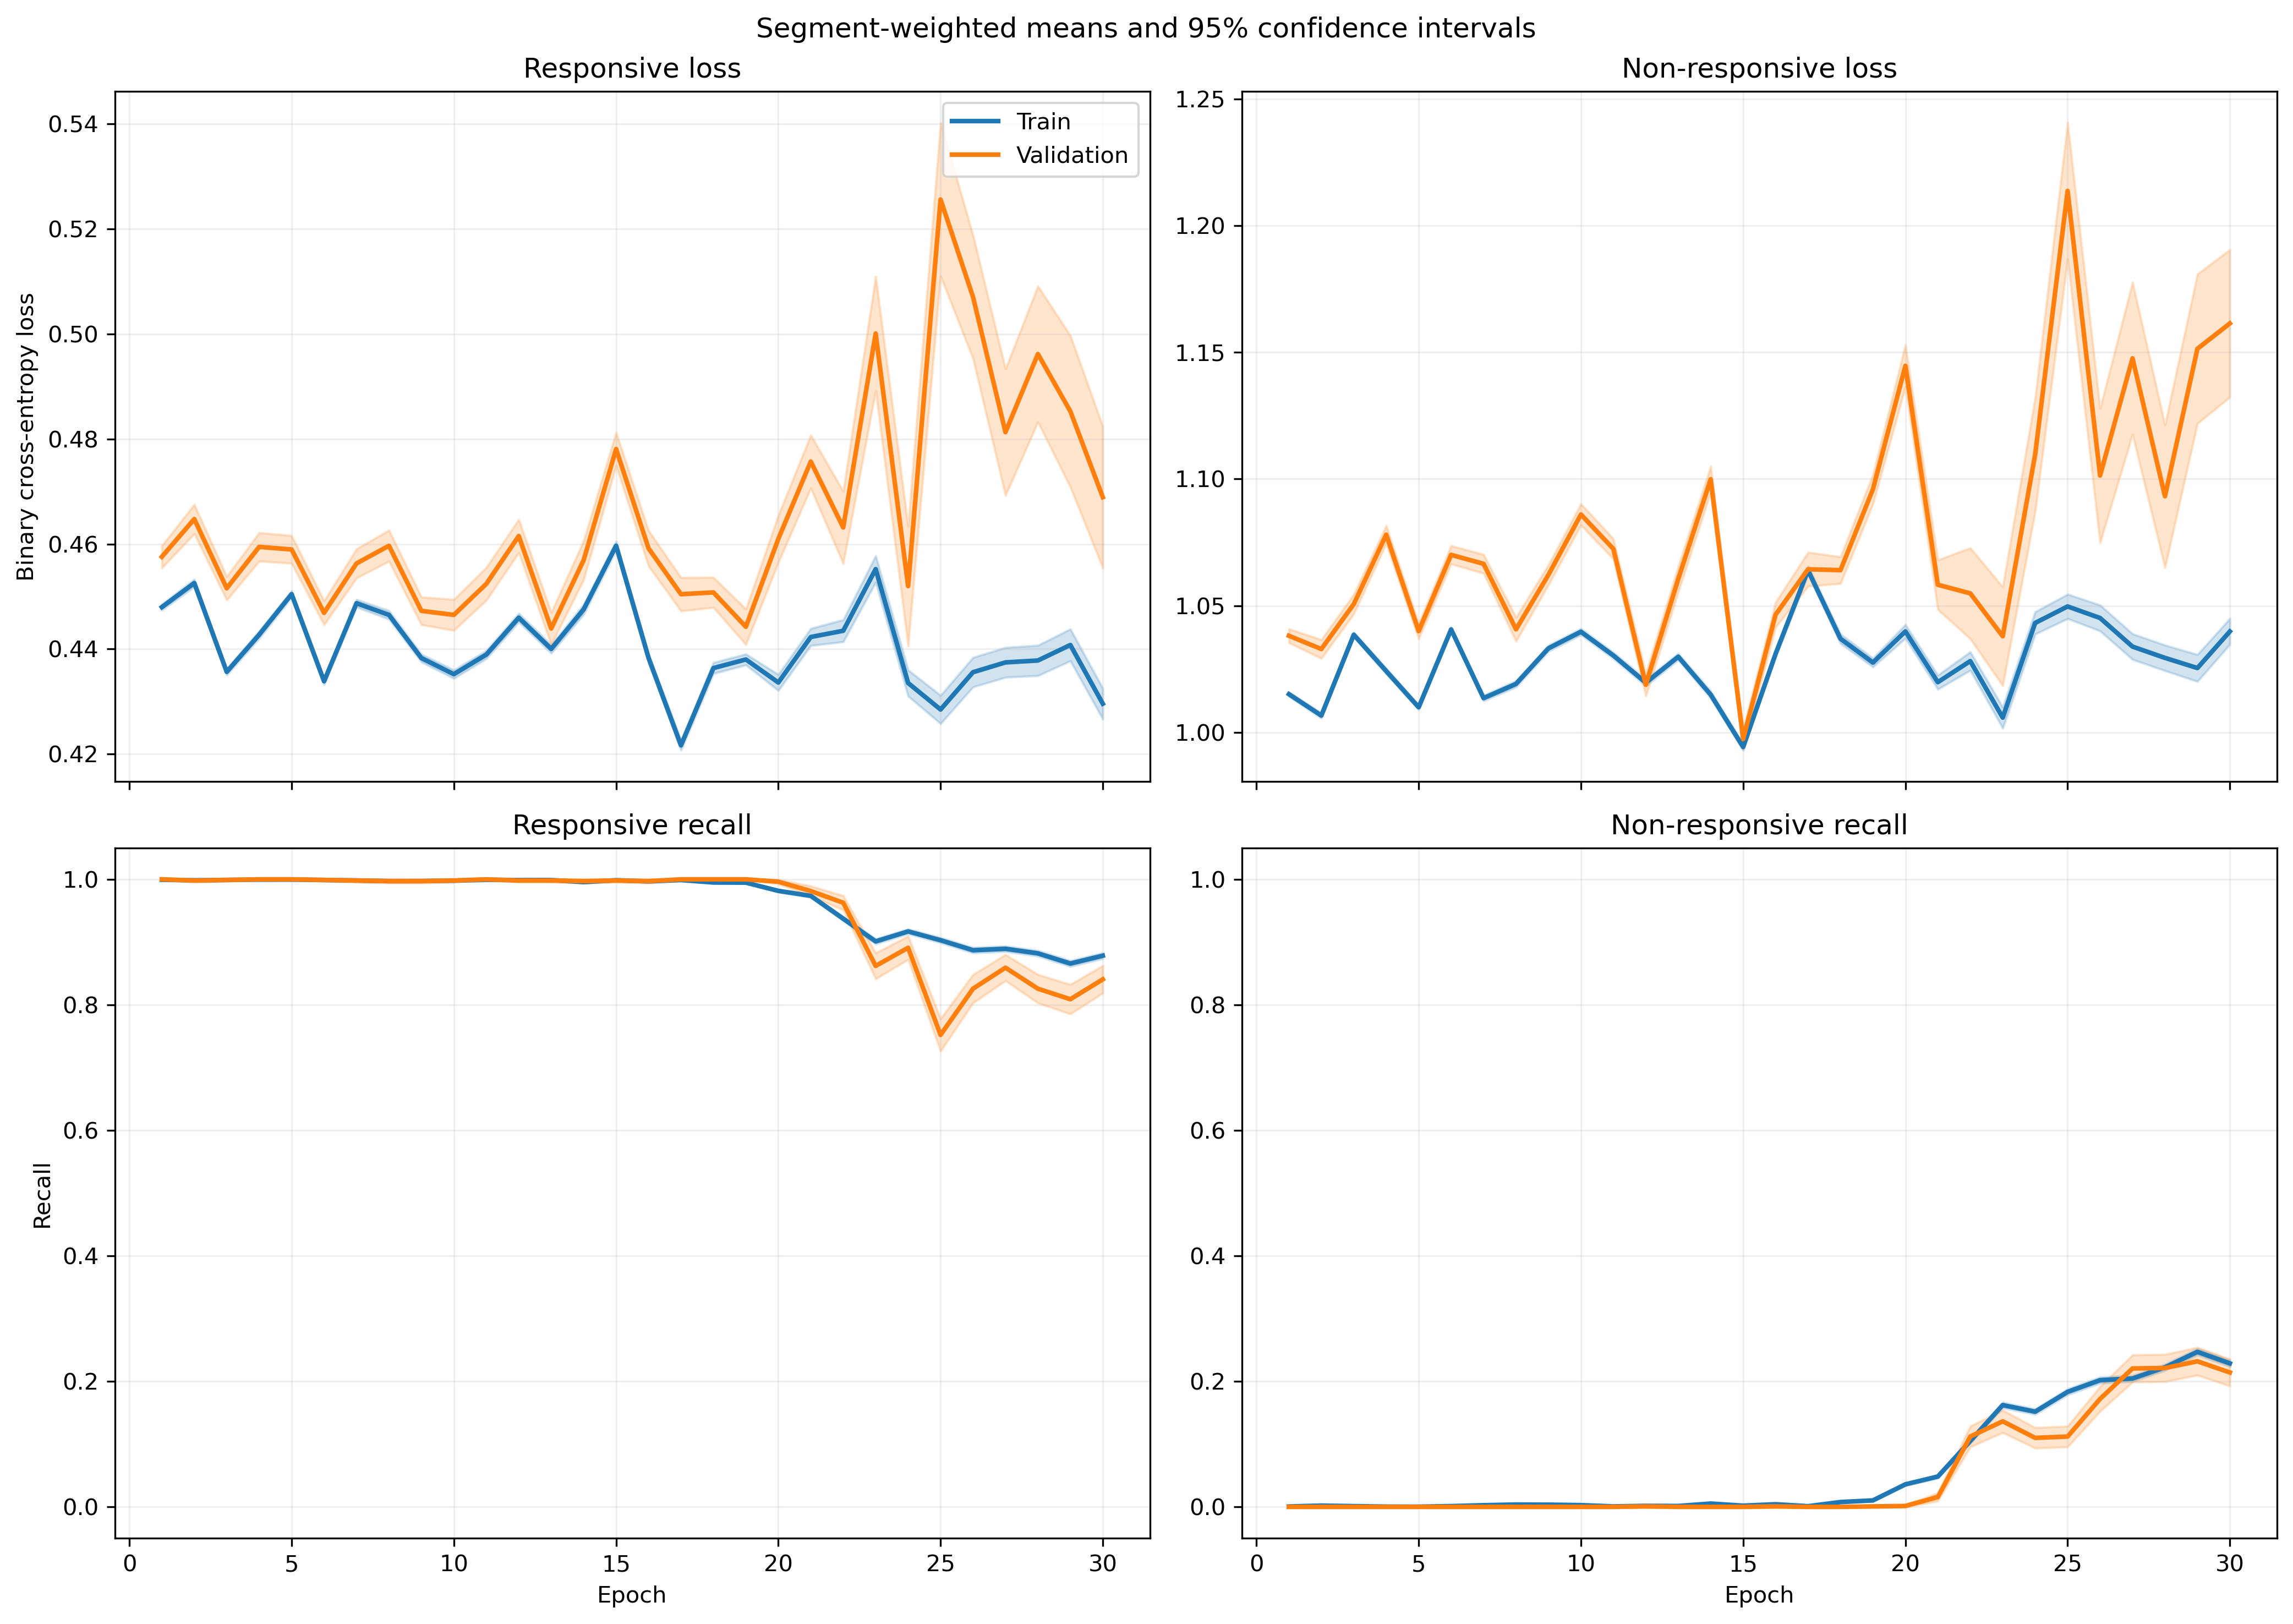 Segment-weighted means and 95% confidence intervals
Responsive loss
Non-responsive loss
Binary cross-entropy loss
0.54
0.52
0.50
0.48
0.46
0.44
0.42
Train
Validation
1.25
1.20
1.15
1.10
1.05
1.00
Responsive recall
Non-responsive recall
Recall
1.0
0.8
0.6
0.4
0.2
0.0
0 5 10 15 20 25 30
Epoch
1.0
0.8
0.6
0.4
0.2
0.0
0 5 10 15 20 25 30
Epoch